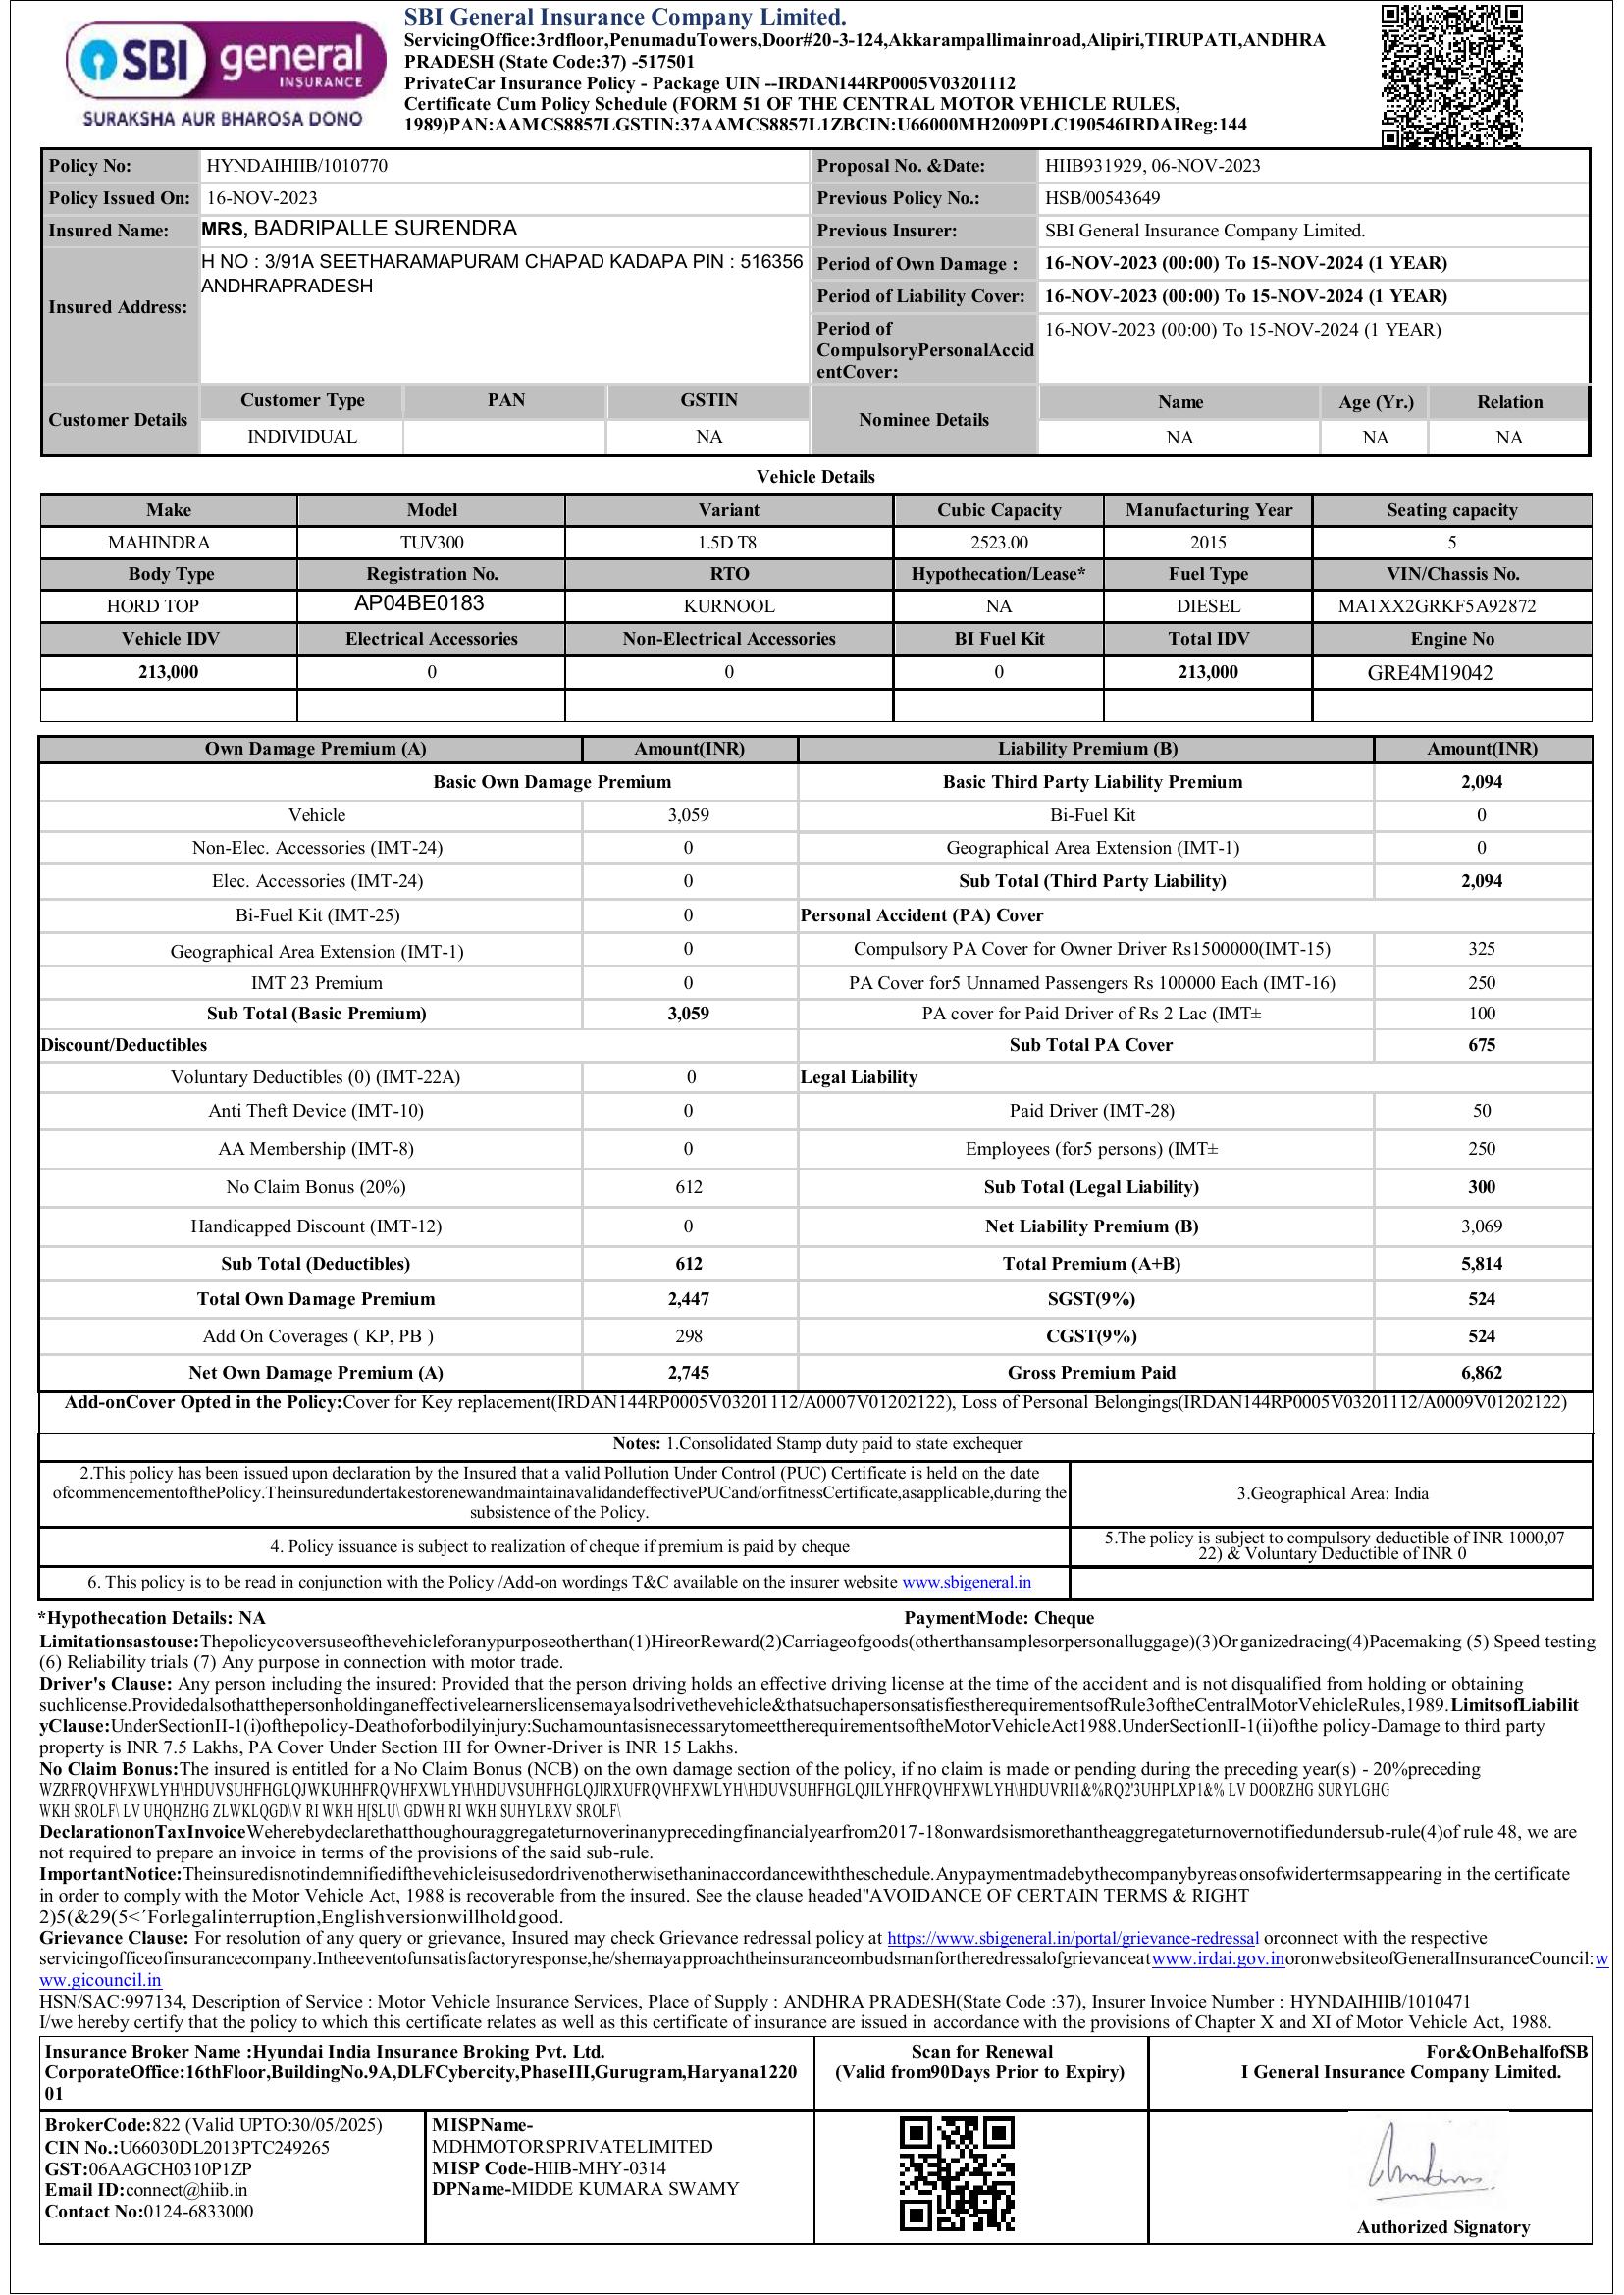 SBI general
INSURANCE
SURAKSHA AUR BHAROSA DONO
SBI General Insurance Company Limited.
ServicingOffice:3rdfloor,PenumaduTowers,Door#20-3-124,Akkarampallimainroad,Alipiri,TIRUPATI,ANDHRA
PRADESH (State Code:37) -517501
PrivateCar Insurance Policy - Package UIN --IRDAN144RP0005V03201112
Certificate Cum Policy Schedule (FORM 51 OF THE CENTRAL MOTOR VEHICLE RULES,
1989)PAN:AAMCS8857LGSTIN:37AAMCS8857L1ZBCIN:U66000MH2009PLC190546IRDAIReg:144
Policy No: HYNDAIHIIB/1010770 Proposal No. &Date: HIIB931929, 06-NOV-2023
Policy Issued On: 16-NOV-2023 Previous Policy No.: HSB/00543649
Insured Name: MRS, BADRIPALLE SURENDRA Previous Insurer: SBI General Insurance Company Limited.
Insured Address: H NO : 3/91A SEETHARAMAPURAM CHAPAD KADAPA PIN : 516356
ANDHRAPRADESH
Period of Own Damage : 16-NOV-2023 (00:00) To 15-NOV-2024 (1 YEAR)
Period of Liability Cover: 16-NOV-2023 (00:00) To 15-NOV-2024 (1 YEAR)
Period of
CompulsoryPersonalAccid
entCover:
16-NOV-2023 (00:00) To 15-NOV-2024 (1 YEAR)
Customer Details Customer Type PAN GSTIN Nominee Details Name Age (Yr.) Relation
INDIVIDUAL NA NA NA NA
Vehicle Details
Make Model Variant Cubic Capacity Manufacturing Year Seating capacity
MAHINDRA TUV300 1.5D T8 2523.00 2015 5
Body Type Registration No. RTO Hypothecation/Lease* Fuel Type VIN/Chassis No.
HORD TOP AP04BE0183 KURNOOL NA DIESEL MA1XX2GRKF5A92872
Vehicle IDV Electrical Accessories Non-Electrical Accessories BI Fuel Kit Total IDV Engine No
213,000 0 0 0 213,000 GRE4M19042
Own Damage Premium (A) Amount(INR) Liability Premium (B) Amount(INR)
Basic Own Damage Premium Basic Third Party Liability Premium 2,094
Vehicle 3,059 Bi-Fuel Kit 0
Non-Elec. Accessories (IMT-24) 0 Geographical Area Extension (IMT-1) 0
Elec. Accessories (IMT-24) 0 Sub Total (Third Party Liability) 2,094
Bi-Fuel Kit (IMT-25) 0 Personal Accident (PA) Cover
Geographical Area Extension (IMT-1) 0 Compulsory PA Cover for Owner Driver Rs1500000(IMT-15) 325
IMT 23 Premium 0 PA Cover for5 Unnamed Passengers Rs 100000 Each (IMT-16) 250
Sub Total (Basic Premium) 3,059 PA cover for Paid Driver of Rs 2 Lac (IMT± 100
Discount/Deductibles Sub Total PA Cover 675
Voluntary Deductibles (0) (IMT-22A) 0 Legal Liability
Anti Theft Device (IMT-10) 0 Paid Driver (IMT-28) 50
AA Membership (IMT-8) 0 Employees (for5 persons) (IMT± 250
No Claim Bonus (20%) 612 Sub Total (Legal Liability) 300
Handicapped Discount (IMT-12) 0 Net Liability Premium (B) 3,069
Sub Total (Deductibles) 612 Total Premium (A+B) 5,814
Total Own Damage Premium 2,447 SGST(9%) 524
Add On Coverages ( KP, PB ) 298 CGST(9%) 524
Net Own Damage Premium (A) 2,745 Gross Premium Paid 6,862
Add-onCover Opted in the Policy:Cover for Key replacement(IRDAN144RP0005V03201112/A0007V01202122), Loss of Personal Belongings(IRDAN144RP0005V03201112/A0009V01202122)
Notes: 1.Consolidated Stamp duty paid to state exchequer
2.This policy has been issued upon declaration by the Insured that a valid Pollution Under Control (PUC) Certificate is held on the date
ofcommencementofthePolicy.TheinsuredundertakestorenewandmaintainavalidandeffectivePUCand/orfitnessCertificate,asapplicable,during the
subsistence of the Policy.
3.Geographical Area: India
4. Policy issuance is subject to realization of cheque if premium is paid by cheque
5.The policy is subject to compulsory deductible of INR 1000,07
22) & Voluntary Deductible of INR 0
6. This policy is to be read in conjunction with the Policy /Add-on wordings T&C available on the insurer website www.sbigeneral.in
*Hypothecation Details: NA PaymentMode: Cheque
Limitationsastouse:Thepolicycoversuseofthevehicleforanypurposeotherthan(1)HireorReward(2)Carriageofgoods(otherthansamplesorpersonalluggage)(3)Organizedracing(4)Pacemaking (5) Speed testing
(6) Reliability trials (7) Any purpose in connection with motor trade.
Driver's Clause: Any person including the insured: Provided that the person driving holds an effective driving license at the time of the accident and is not disqualified from holding or obtaining
suchlicense.Providedalsothatthepersonholdinganeffectivelearnerslicensemayalsodrivethevehicle&thatsuchapersonsatisfiestherequirementsofRule3oftheCentralMotorVehicleRules,1989.LimitsofLiabilit
yClause:UnderSectionII-1(i)ofthepolicy-Deathoforbodilyinjury:SuchamountasisnecessarytomeettherequirementsoftheMotorVehicleAct1988.UnderSectionII-1(ii)ofthe policy-Damage to third party
property is INR 7.5 Lakhs, PA Cover Under Section III for Owner-Driver is INR 15 Lakhs.
No Claim Bonus:The insured is entitled for a No Claim Bonus (NCB) on the own damage section of the policy, if no claim is made or pending during the preceding year(s) - 20%preceding
WKH SROLF\ LV UHQHZHG ZLWKLQGD\V RI WKH H[SLU\ GDWH RI WKH SUHYLRXV SROLF\
DeclarationonTaxInvoiceWeherebydeclarethatthoughouraggregateturnoverinanyprecedingfinancialyearfrom2017-18onwardsismorethantheaggregateturnovernotifiedundersub-rule(4)of rule 48, we are
not required to prepare an invoice in terms of the provisions of the said sub-rule.
ImportantNotice:Theinsuredisnotindemnifiedifthevehicleisusedordrivenotherwisethaninaccordancewiththeschedule.Anypaymentmadebythecompanybyreasonsofwidertermsappearing in the certificate
in order to comply with the Motor Vehicle Act, 1988 is recoverable from the insured. See the clause headed"AVOIDANCE OF CERTAIN TERMS & RIGHT
2)5(&29(5<´Forlegalinterruption,Englishversionwillholdgood.
Grievance Clause: For resolution of any query or grievance, Insured may check Grievance redressal policy at https://www.sbigeneral.in/portal/grievance-redressal orconnect with the respective
servicingofficeofinsurancecompany.Intheeventofunsatisfactoryresponse,he/shemayapproachtheinsuranceombudsmanfortheredressalofgrievanceatwww.irdai.gov.inoronwebsiteofGeneralInsuranceCouncil:w
ww.gicouncil.in
HSN/SAC:997134, Description of Service : Motor Vehicle Insurance Services, Place of Supply : ANDHRA PRADESH(State Code :37), Insurer Invoice Number : HYNDAIHIIB/1010471
I/we hereby certify that the policy to which this certificate relates as well as this certificate of insurance are issued in accordance with the provisions of Chapter X and XI of Motor Vehicle Act, 1988.
Insurance Broker Name :Hyundai India Insurance Broking Pvt. Ltd.
CorporateOffice:16thFloor,BuildingNo.9A,DLFCybercity,PhaseIII,Gurugram,Haryana1220
01
Scan for Renewal
(Valid from90Days Prior to Expiry)
For&OnBehalfofSB
I General Insurance Company Limited.
BrokerCode:822 (Valid UPTO:30/05/2025)
CIN No.:U66030DL2013PTC249265
GST:06AAGCH0310P1ZP
Email ID:connect@hiib.in
Contact No:0124-6833000
MISPName-
MDHMOTORSPRIVATELIMITED
MISP Code-HIIB-MHY-0314
DPName-MIDDE KUMARA SWAMY
Authorized Signatory